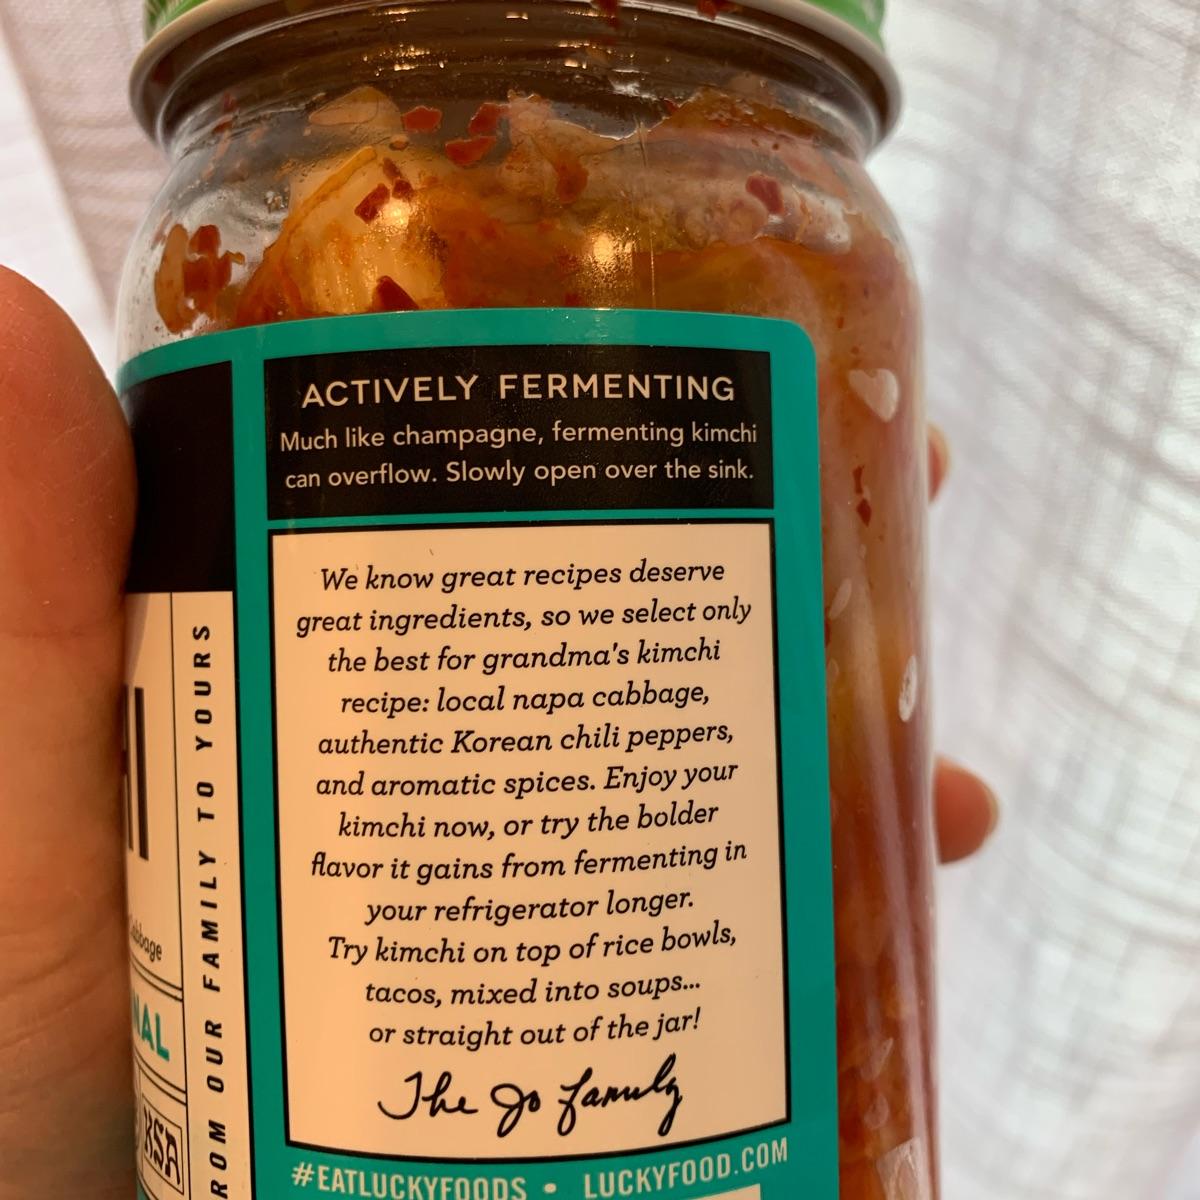 ACTIVELY FERMENTING
Much like champagne, fermenting kimchi
can overflow. Slowly open over the sink.
We know great recipes deserve
great ingredients, so we select only
the best for grandma's kimchi
recipe: local napa cabbage,
authentic Korean chili peppers,
and aromatic spices. Enjoy your
kimchi now, or try the bolder
flavor it gains from fermenting in
your refrigerator longer.
Try kimchi on top of rice bowls,
tacos, mixed into soups...
or straight out of the jar!
The Jo Family
#EATLUCKYFOODS • LUCKYFOOD.COM
ROM OUR FAMILY TO YOURS
HI
NAL
KSA